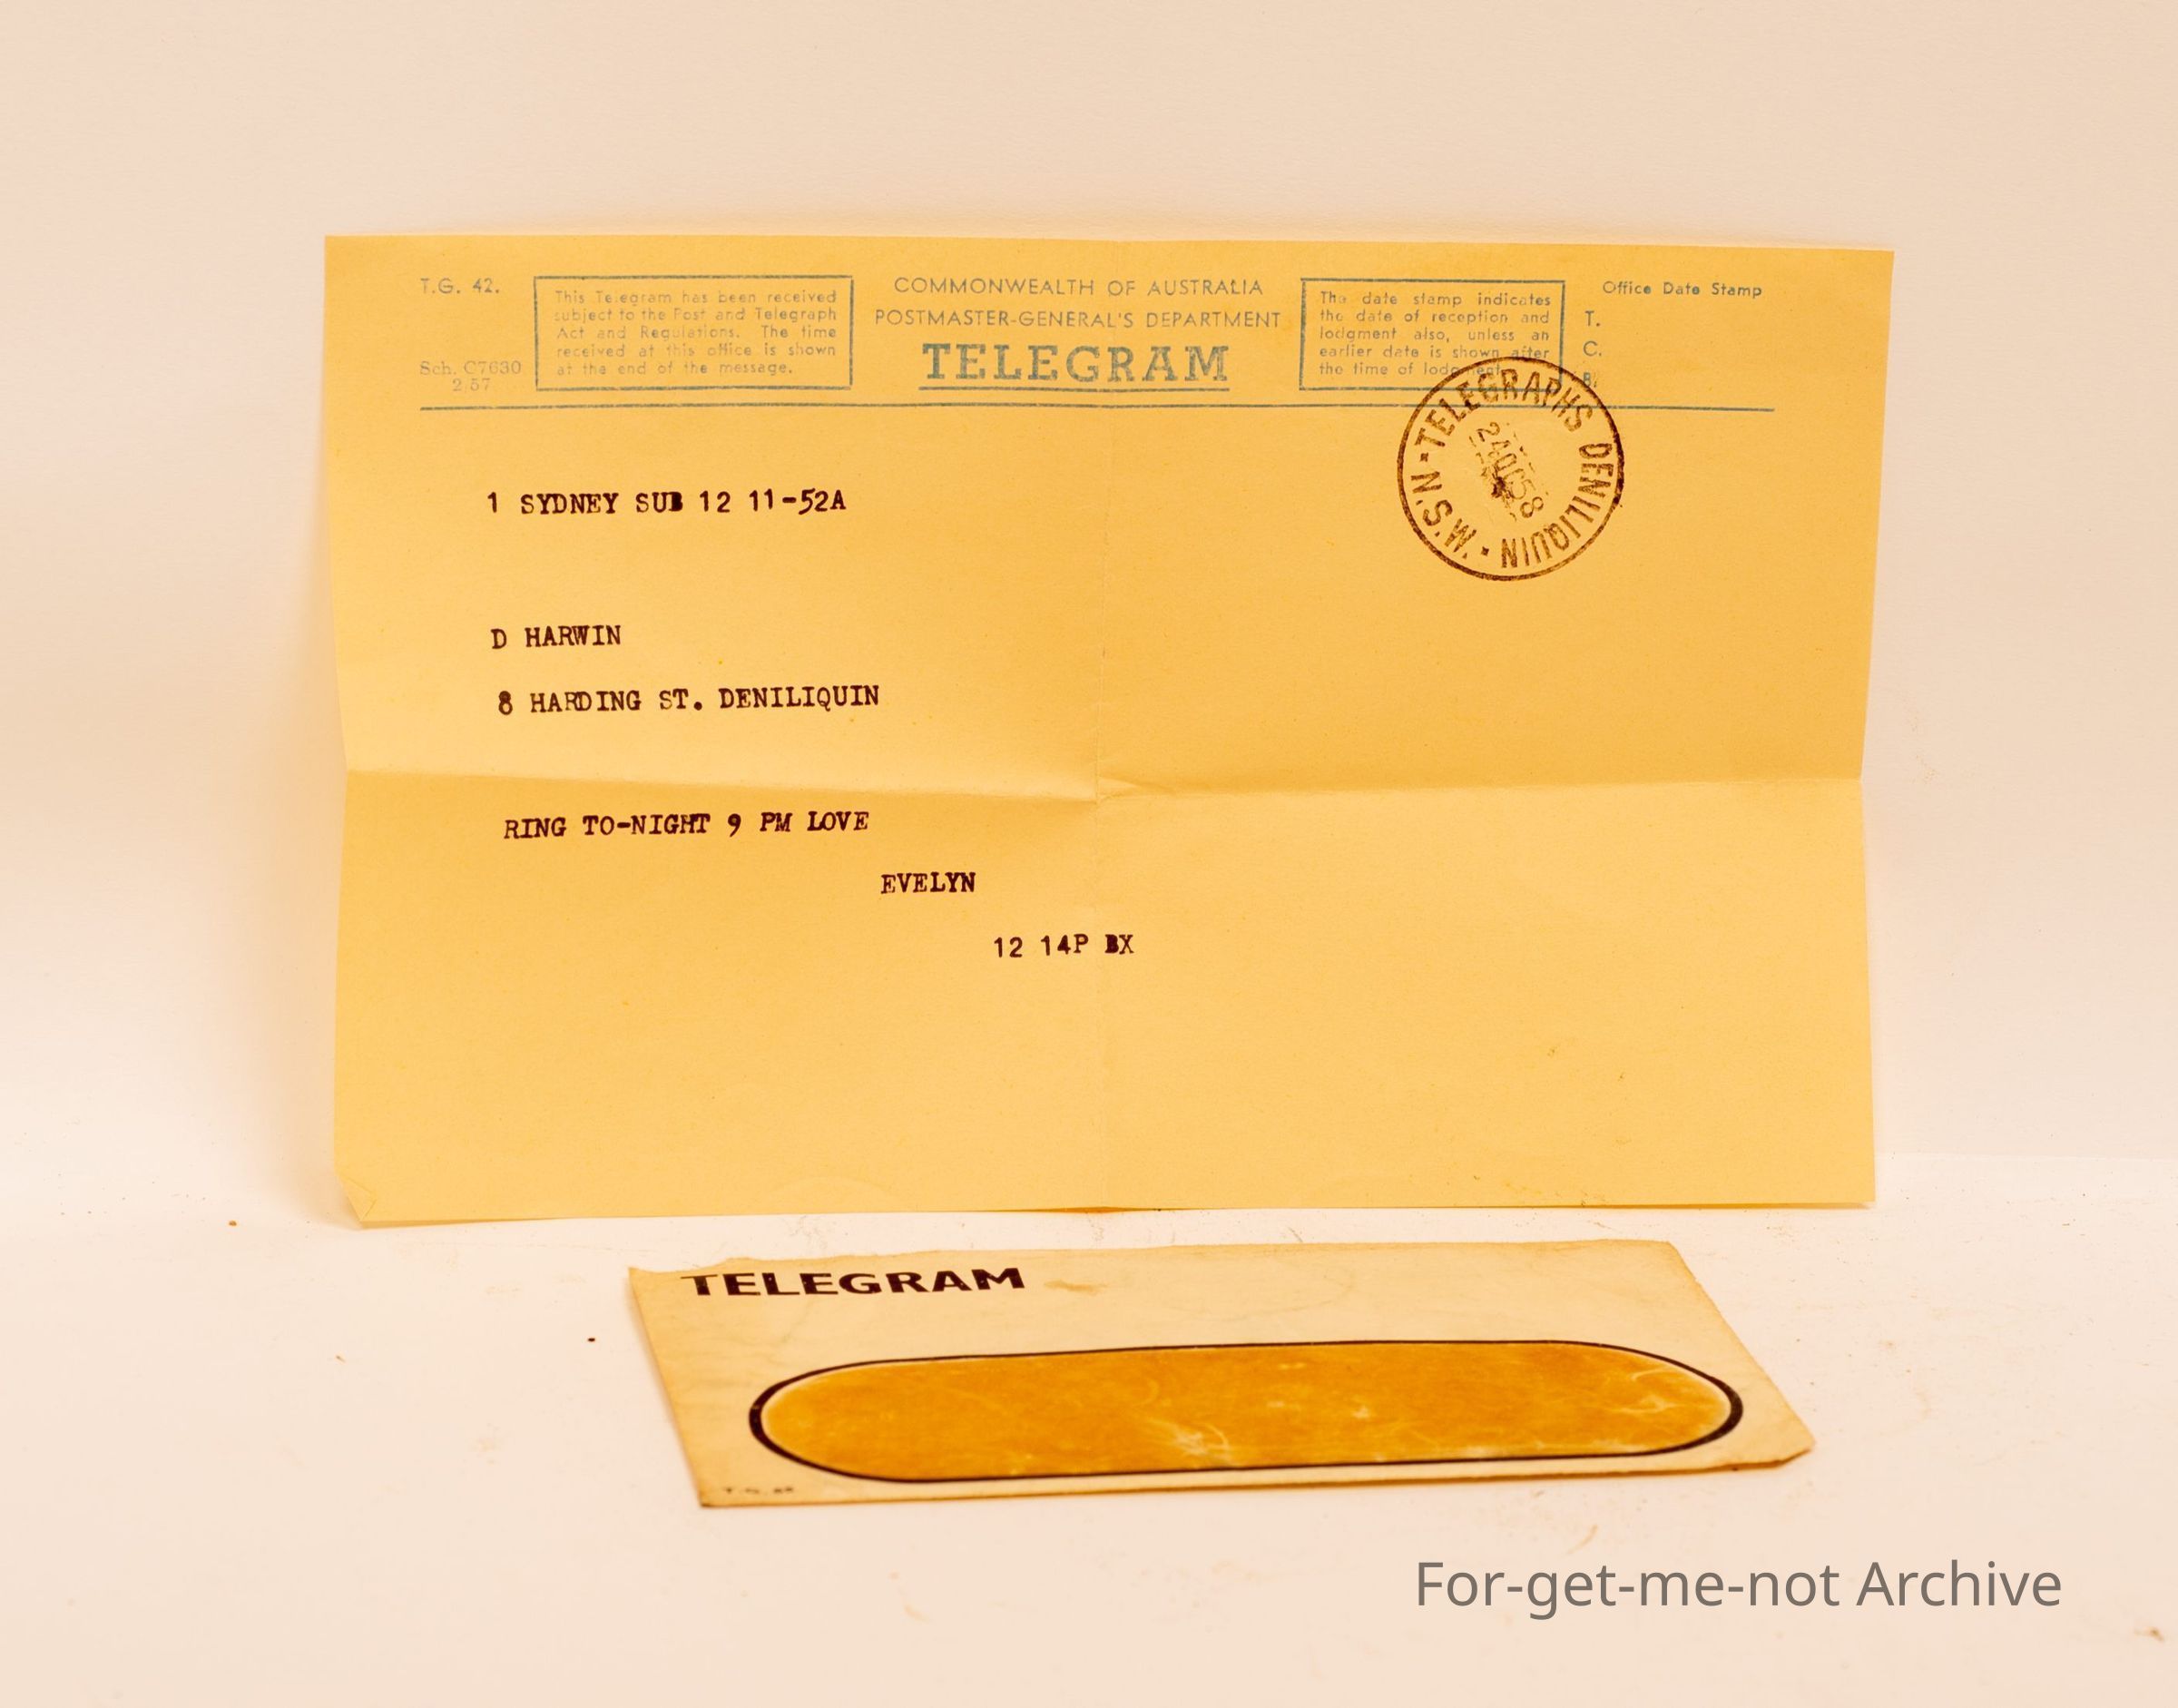 T.G. 42.
Sch. C7630
2 57
This Telegram has been received
subject to the Post and Telegraph
Act and Regulations. The time
received at this office is shown
at the end of the message.
COMMONWEALTH OF AUSTRALIA
POSTMASTER-GENERAL'S DEPARTMENT
TELEGRAM
The date stamp indicates
the date of reception and
lodgment also, unless an
earlier date is shown after
the time of lodgment.
Office Date Stamp
T.
C.
B.
TELEGRAPHS DENILIQUIN
N.S.W.
1 SYDNEY SUB 12 11-52A
D HARWIN
8 HARDING ST. DENILIQUIN
RING TO-NIGHT 9 PM LOVE
EVELYN
12 14P BX
TELEGRAM
For-get-me-not Archive